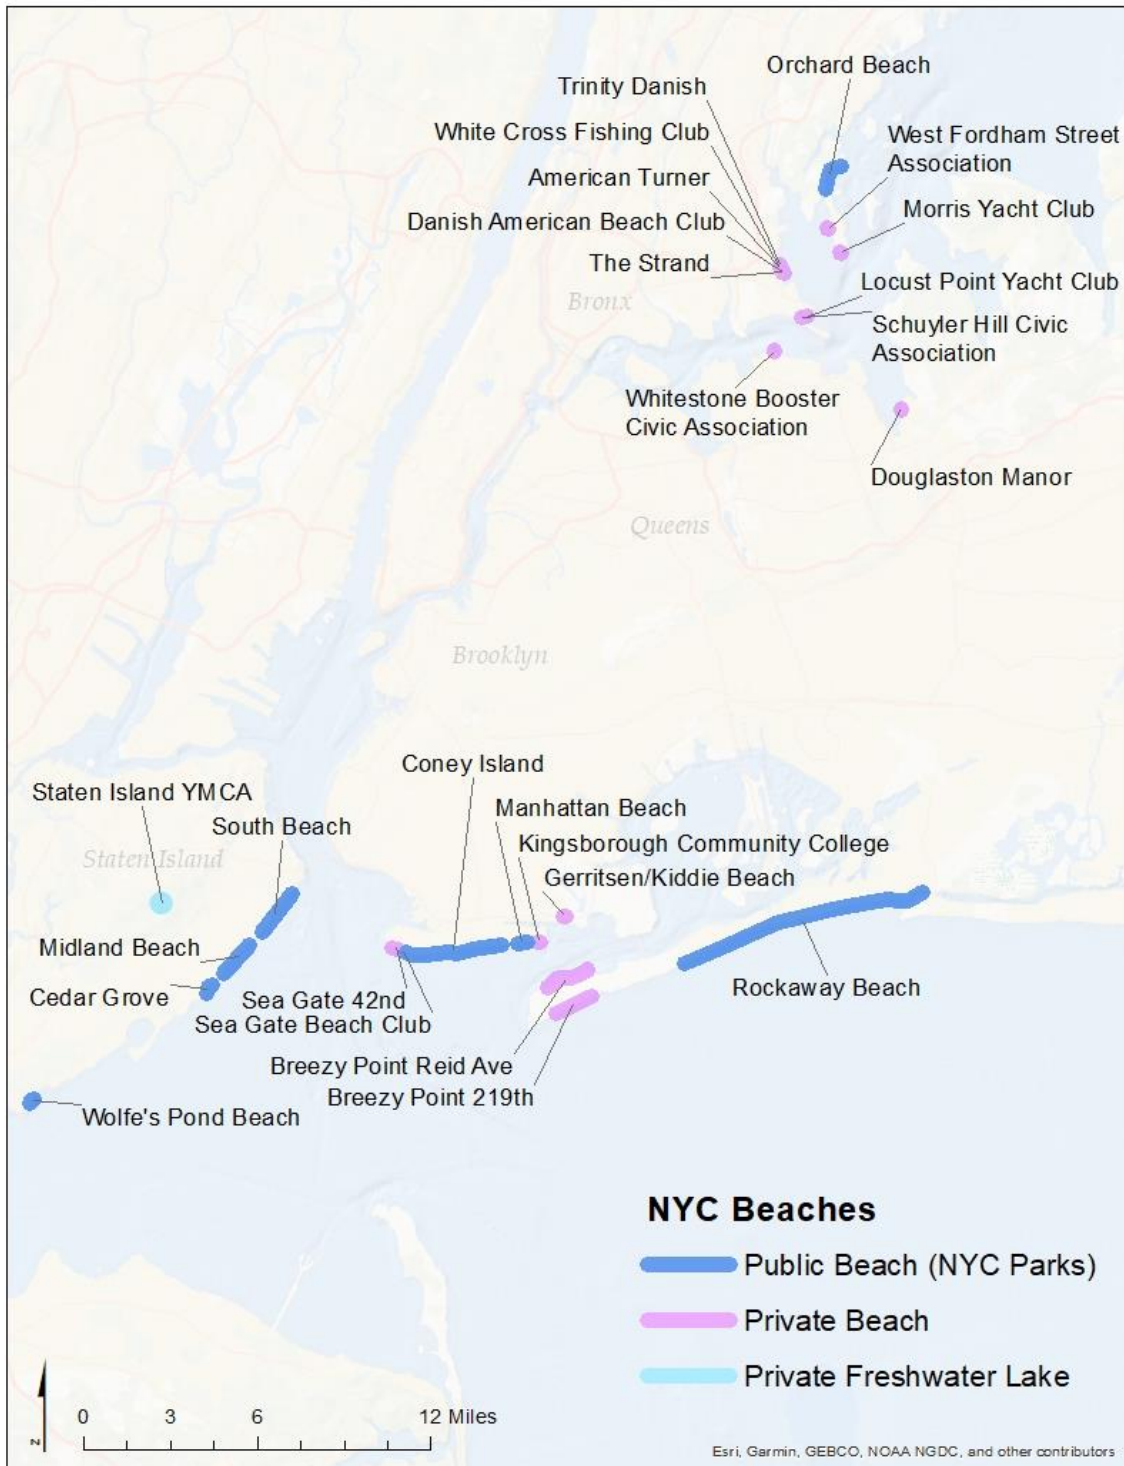 Orchard Beach
Trinity Danish
White Cross Fishing Club
West Fordham Street
Association
American Turner
Morris Yacht Club
Danish American Beach Club
The Strand
Locust Point Yacht Club
Bronx
Schuyler Hill Civic
Association
Whitestone Booster
Civic Association
Douglaston Manor
Queens
Brooklyn
Coney Island
Staten Island YMCA
Manhattan Beach
South Beach
Kingsborough Community College
Staten Island
Gerritsen/Kiddie Beach
Midland Beach
Cedar Grove
Sea Gate 42nd
Rockaway Beach
Sea Gate Beach Club
Breezy Point Reid Ave
Breezy Point 219th
Wolfe's Pond Beach
NYC Beaches
Public Beach (NYC Parks)
Private Beach
Private Freshwater Lake
0 3 6 12 Miles
N
Esri, Garmin, GEBCO, NOAA NGDC, and other contributors